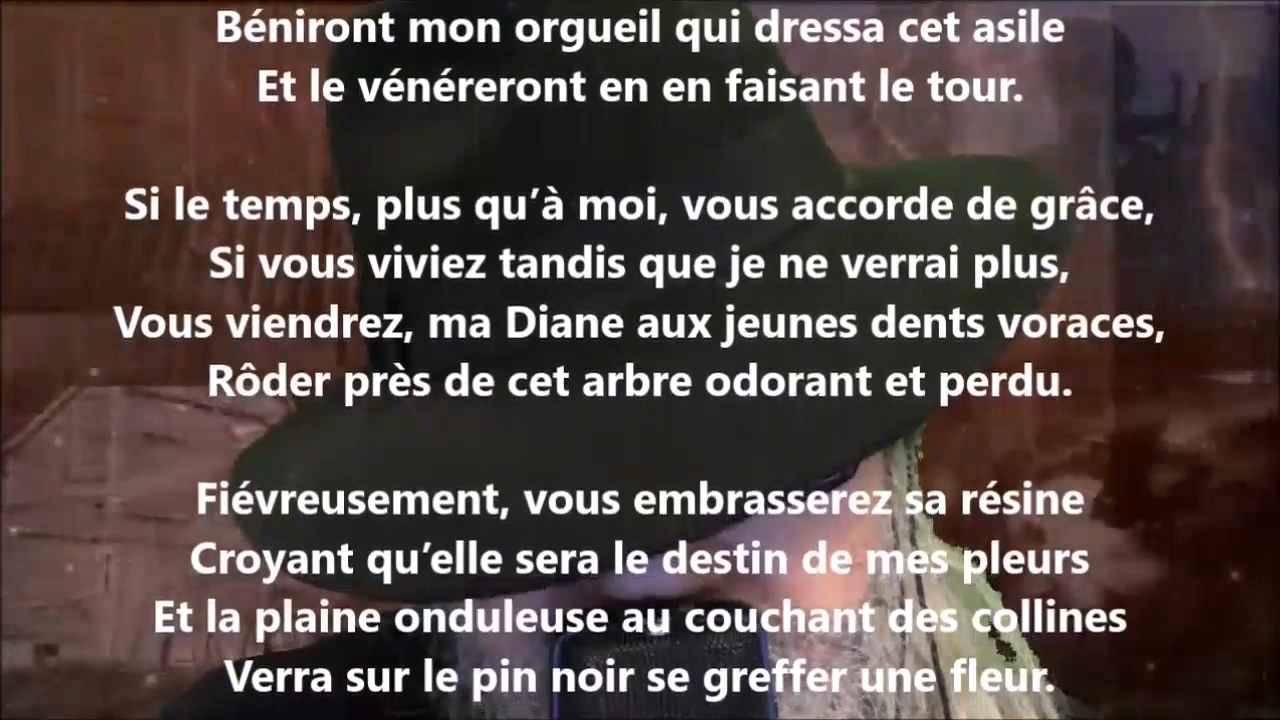 Béniront mon orgueil qui dressa cet asile
Et le vénéreront en en faisant le tour.
Si le temps, plus qu’à moi, vous accorde de grâce,
Si vous viviez tandis que je ne verrai plus,
Vous viendrez, ma Diane aux jeunes dents voraces,
Rôder près de cet arbre odorant et perdu.
Fiévreusement, vous embrasserez sa résine
Croyant qu’elle sera le destin de mes pleurs
Et la plaine onduleuse au couchant des collines
Verra sur le pin noir se greffer une fleur.